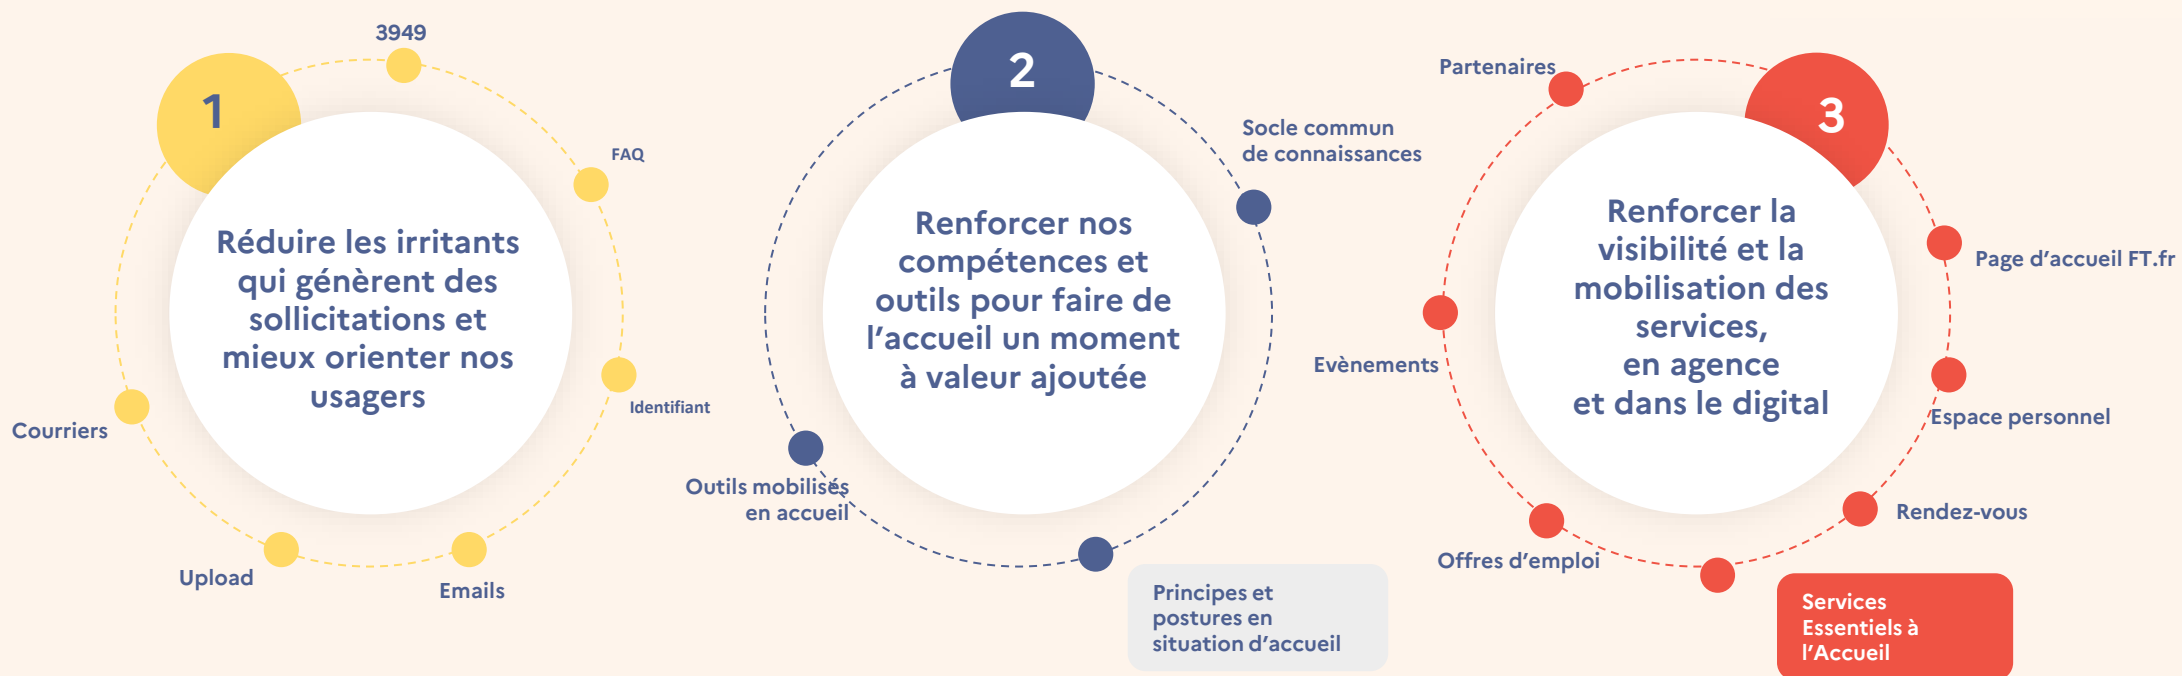 1
3949
FAQ
Réduire les irritants
qui génèrent des
sollicitations et
mieux orienter nos
usagers
Identifiant
Courriers
Upload
Emails
2
Socle commun
de connaissances
Renforcer nos
compétences et
outils pour faire de
l’accueil un moment
à valeur ajoutée
Outils mobilisés
en accueil
Principes et
postures en
situation d’accueil
3
Partenaires
Renforcer la
visibilité et la
mobilisation des
services,
en agence
et dans le digital
Page d’accueil FT.fr
Evènements
Espace personnel
Rendez-vous
Offres d’emploi
Services
Essentiels à
l’Accueil